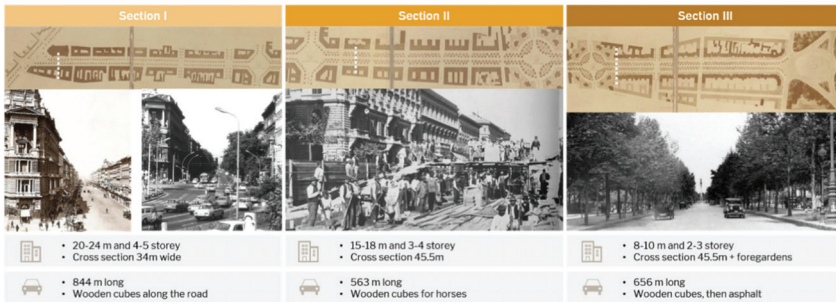 Section I
Section II
Section III
• 20-24 m and 4-5 storey
• Cross section 34m wide
• 15-18 m and 3-4 storey
• Cross section 45.5m
• 8-10 m and 2-3 storey
• Cross section 45.5m + foregardens
• 844 m long
• Wooden cubes along the road
• 563 m long
• Wooden cubes for horses
• 656 m long
• Wooden cubes, then asphalt